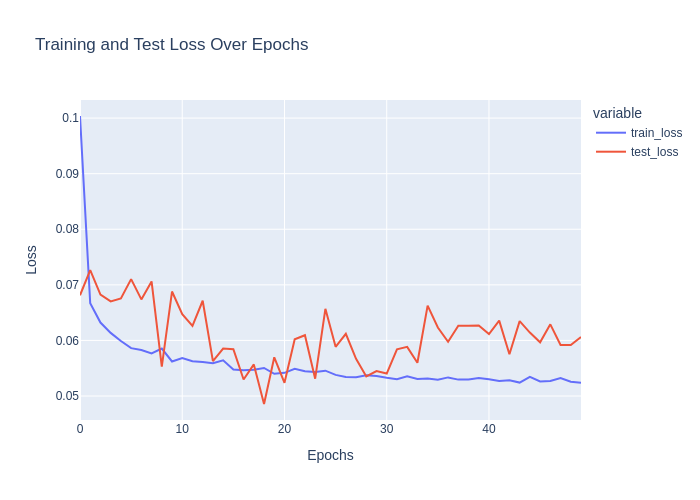 Training and Test Loss Over Epochs
variable
train_loss
test_loss
0.1
0.09
0.08
0.07
0.06
0.05
Loss
0
10
20
30
40
Epochs